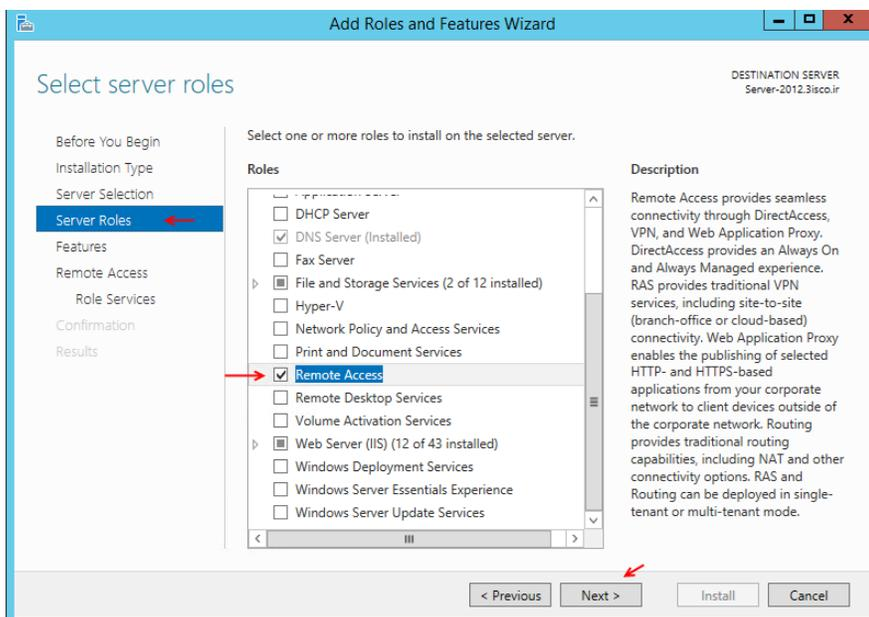 Add Roles and Features Wizard
Select server roles
DESTINATION SERVER
Server-2012.3isco.ir
Before You Begin
Installation Type
Server Selection
Server Roles
Features
Remote Access
Role Services
Confirmation
Results
Select one or more roles to install on the selected server.
Roles
DHCP Server
DNS Server (Installed)
Fax Server
File and Storage Services (2 of 12 installed)
Hyper-V
Network Policy and Access Services
Print and Document Services
Remote Access
Remote Desktop Services
Volume Activation Services
Web Server (IIS) (12 of 43 installed)
Windows Deployment Services
Windows Server Essentials Experience
Windows Server Update Services
Description
Remote Access provides seamless
connectivity through DirectAccess,
VPN, and Web Application Proxy.
DirectAccess provides an Always On
and Always Managed experience.
RAS provides traditional VPN
services, including site-to-site
(branch-office or cloud-based)
connectivity. Web Application Proxy
enables the publishing of selected
HTTP- and HTTPS-based
applications from your corporate
network to client devices outside of
the corporate network. Routing
provides traditional routing
capabilities, including NAT and other
connectivity options. RAS and
Routing can be deployed in single-
tenant or multi-tenant mode.
< Previous
Next >
Install
Cancel